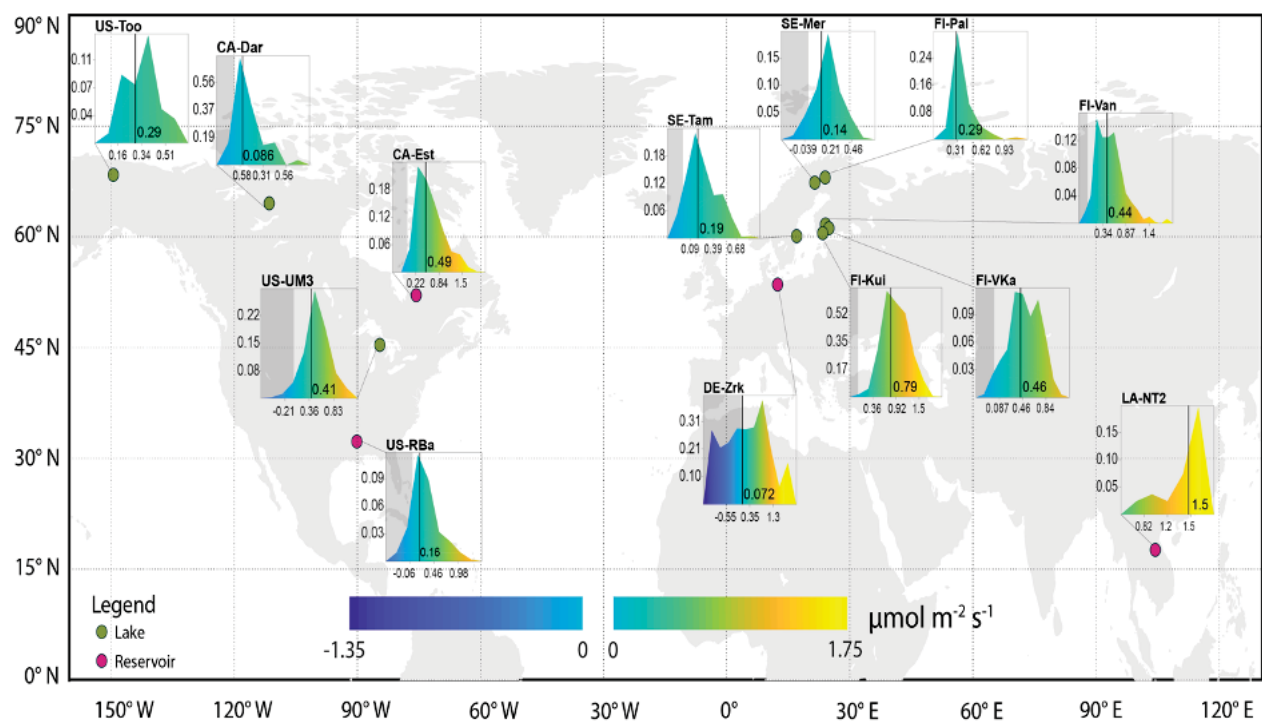 90° N
75° N
60° N
45° N
30° N
15° N
0° N
US-Too
0.11
0.07
0.04
0.29
0.16 0.34 0.51
CA-Dar
0.56
0.37
0.19
0.086
0.58 0.31 0.56
CA-Est
0.18
0.12
0.06
0.49
0.22 0.84 1.5
US-UM3
0.22
0.15
0.08
0.41
-0.21 0.36 0.83
US-RBa
0.09
0.06
0.03
0.16
-0.06 0.46 0.98
SE-Tam
0.18
0.12
0.06
0.19
0.09 0.39 0.68
SE-Mer
0.15
0.10
0.05
0.14
-0.039 0.21 0.46
FI-Pal
0.24
0.16
0.08
0.29
0.31 0.62 0.93
FI-Van
0.12
0.08
0.04
0.44
0.34 0.87 1.4
FI-Kui
0.52
0.35
0.17
0.79
0.36 0.92 1.5
FI-VKa
0.09
0.06
0.03
0.46
0.087 0.46 0.84
DE-Zrk
0.31
0.21
0.10
0.072
-0.55 0.35 1.3
LA-NT2
0.15
0.10
0.05
1.5
0.82 1.2 1.5
Legend
Lake
Reservoir
-1.35 0 0 1.75
μmol m-2 s-1
150° W 120° W 90° W 60° W 30° W 0° 30° E 60° E 90° E 120° E